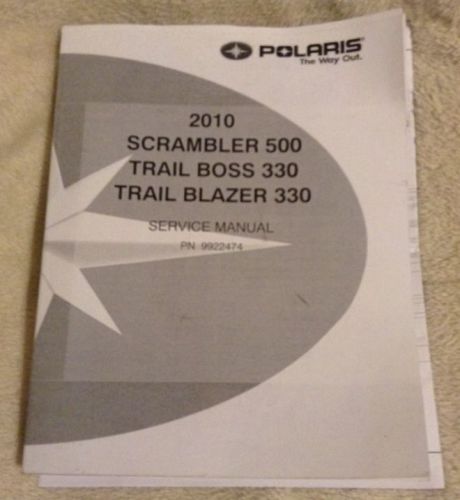 POLARIS®
The Way Out.
2010
SCRAMBLER 500
TRAIL BOSS 330
TRAIL BLAZER 330
SERVICE MANUAL
PN 9922474